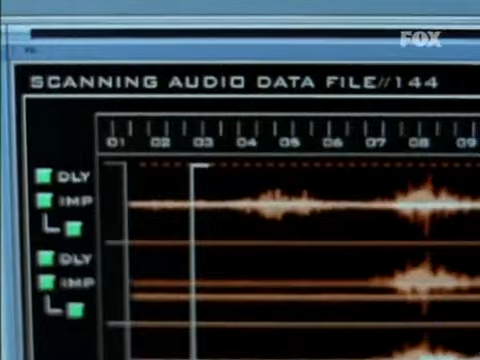 FOX
SCANNING AUDIO DATA FILE//144
01 02 03 04 05 06 07 08 09
DLY
IMP
DLY
IMP